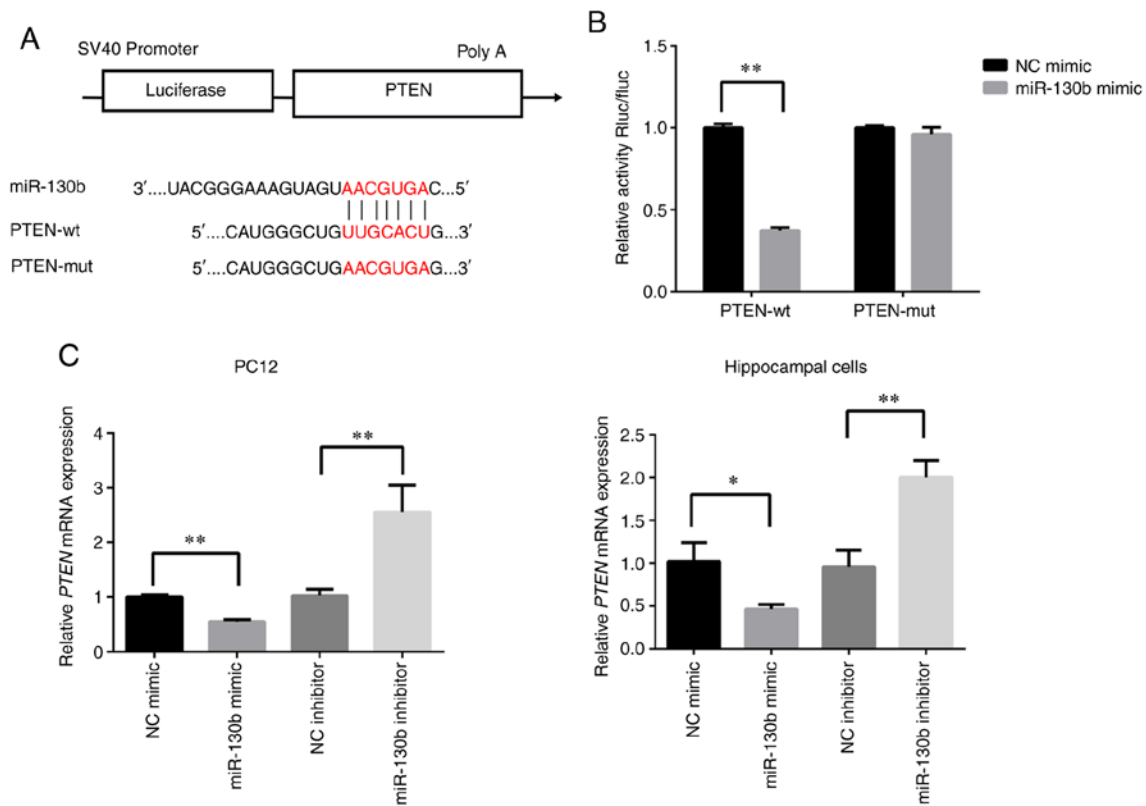 A
SV40 Promoter
Poly A
Luciferase
PTEN
miR-130b 3′....UACGGGAAAGUAGUAACGUGAC...5′
PTEN-wt 5′....CAUGGGCUGUUGCACUG...3′
PTEN-mut 5′....CAUGGGCUGAACGUGAG...3′
B
Relative activity Rluc/fluc
1.5
1.0
0.5
0.0
**
PTEN-wt
PTEN-mut
NC mimic
miR-130b mimic
C
PC12
Relative PTEN mRNA expression
4
3
2
1
0
**
**
NC mimic
miR-130b mimic
NC inhibitor
miR-130b inhibitor
Hippocampal cells
Relative PTEN mRNA expression
2.5
2.0
1.5
1.0
0.5
0.0
*
**
NC mimic
miR-130b mimic
NC inhibitor
miR-130b inhibitor